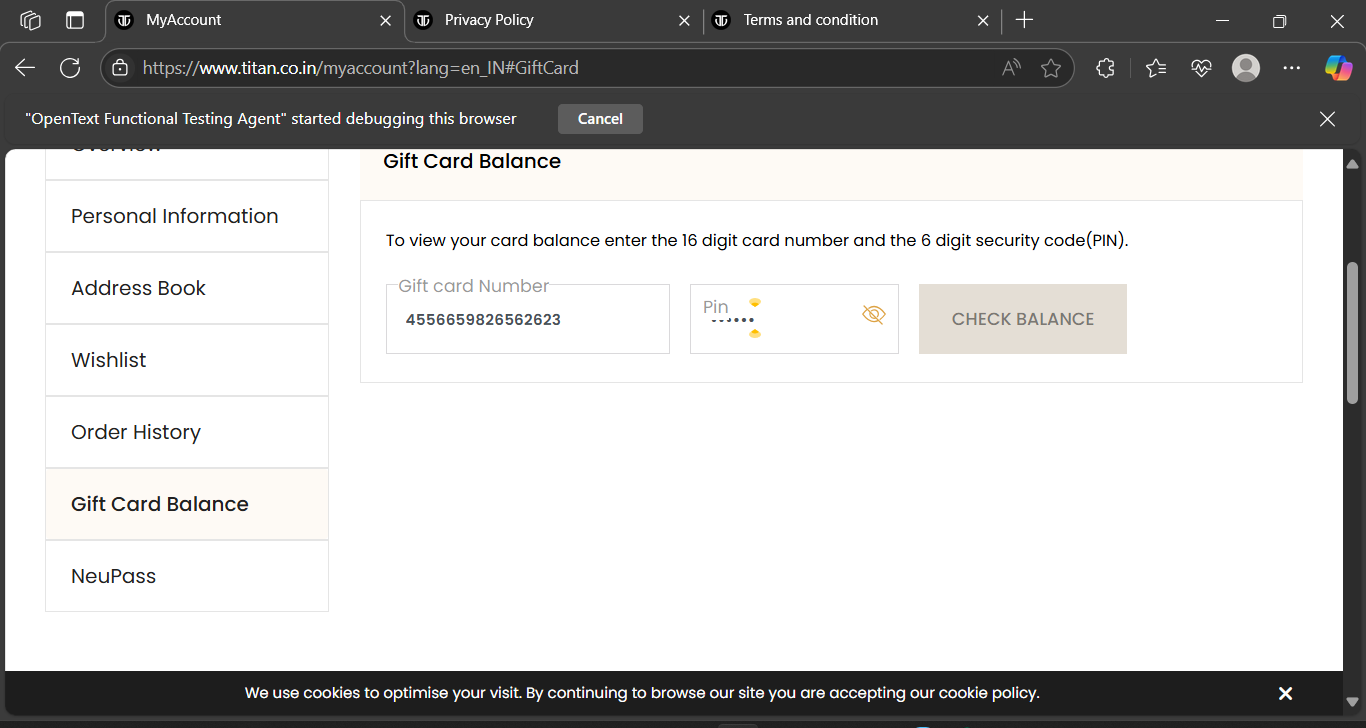 MyAccount
Privacy Policy
Terms and condition
https://www.titan.co.in/myaccount?lang=en_IN#GiftCard
"OpenText Functional Testing Agent" started debugging this browser
Cancel
Overview
Personal Information
Address Book
Wishlist
Order History
Gift Card Balance
NeuPass
Gift Card Balance
To view your card balance enter the 16 digit card number and the 6 digit security code(PIN).
Gift card Number
4556659826562623
Pin
••••••
CHECK BALANCE
We use cookies to optimise your visit. By continuing to browse our site you are accepting our cookie policy.